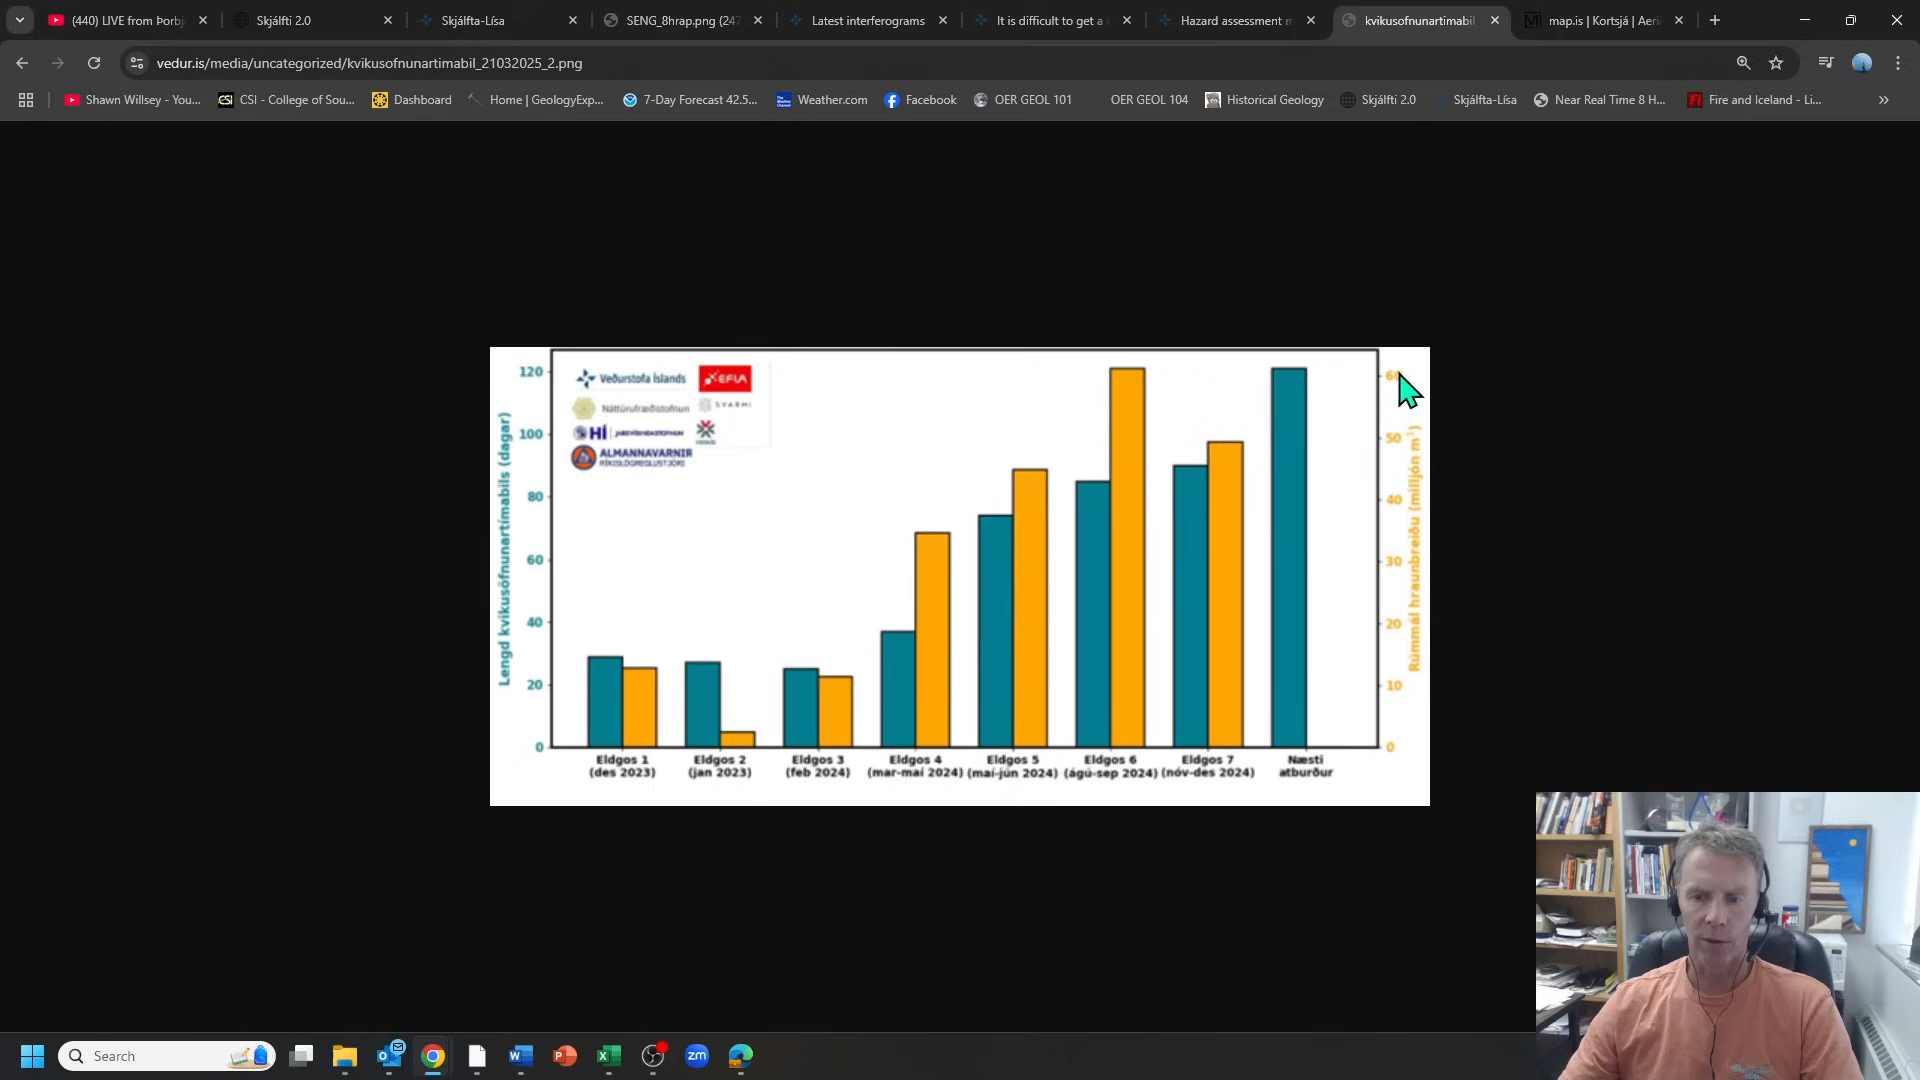 (440) LIVE from Þorbj
Skjálfti 2.0
Skjálfta-Lísa
SENG_8hrap.png (247
Latest interferograms
It is difficult to get a
Hazard assessment m
kvikusofnunartimabil
map.is | Kortsjá | Aeri
vedur.is/media/uncategorized/kvikusofnunartimabil_21032025_2.png
Shawn Willsey - You...
CSI - College of Sou...
Dashboard
Home | GeologyExp...
7-Day Forecast 42.5...
Weather.com
Facebook
OER GEOL 101
OER GEOL 104
Historical Geology
Skjálfti 2.0
Skjálfta-Lísa
Near Real Time 8 H...
Fire and Iceland - Li...
Veðurstofa Íslands
EFLA
Náttúrufræðistofnun
SVARMI
HÍ JARÐVÍSINDASTOFNUN
ALMANNAVARNIR
RÍKISLÖGREGLUSTJÓRI
Lengd kvikusöfnunartímabils (dagar)
120
100
80
60
40
20
0
60
50
40
30
20
10
0
Rúmmál hraunbreiðu (milljón m³)
Eldgos 1
(des 2023)
Eldgos 2
(jan 2023)
Eldgos 3
(feb 2024)
Eldgos 4
(mar-maí 2024)
Eldgos 5
(maí-jún 2024)
Eldgos 6
(ágú-sep 2024)
Eldgos 7
(nóv-des 2024)
Næsti
atburður
Search